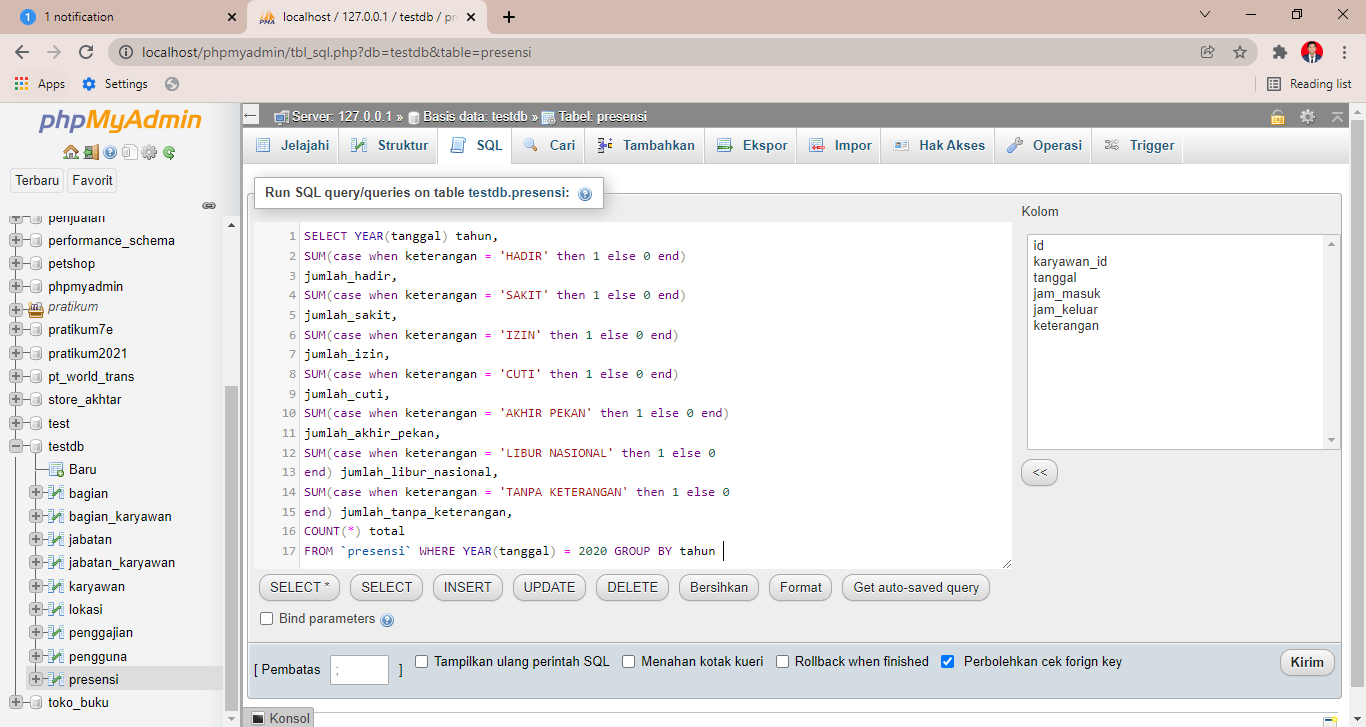 1 notification
localhost / 127.0.0.1 / testdb / pr
localhost/phpmyadmin/tbl_sql.php?db=testdb&table=presensi
Apps
Settings
Reading list
phpMyAdmin
Terbaru
Favorit
penjualan
performance_schema
petshop
phpmyadmin
pratikum
pratikum7e
pratikum2021
pt_world_trans
store_akhtar
test
testdb
Baru
bagian
bagian_karyawan
jabatan
jabatan_karyawan
karyawan
lokasi
penggajian
pengguna
presensi
toko_buku
Server: 127.0.0.1 » Basis data: testdb » Tabel: presensi
Jelajahi Struktur SQL Cari Tambahkan Ekspor Impor Hak Akses Operasi Trigger
Run SQL query/queries on table testdb.presensi:
1 SELECT YEAR(tanggal) tahun,
2 SUM(case when keterangan = 'HADIR' then 1 else 0 end)
3 jumlah_hadir,
4 SUM(case when keterangan = 'SAKIT' then 1 else 0 end)
5 jumlah_sakit,
6 SUM(case when keterangan = 'IZIN' then 1 else 0 end)
7 jumlah_izin,
8 SUM(case when keterangan = 'CUTI' then 1 else 0 end)
9 jumlah_cuti,
10 SUM(case when keterangan = 'AKHIR PEKAN' then 1 else 0 end)
11 jumlah_akhir_pekan,
12 SUM(case when keterangan = 'LIBUR NASIONAL' then 1 else 0
13 end) jumlah_libur_nasional,
14 SUM(case when keterangan = 'TANPA KETERANGAN' then 1 else 0
15 end) jumlah_tanpa_keterangan,
16 COUNT(*) total
17 FROM `presensi` WHERE YEAR(tanggal) = 2020 GROUP BY tahun
Kolom
id
karyawan_id
tanggal
jam_masuk
jam_keluar
keterangan
<<
SELECT * SELECT INSERT UPDATE DELETE Bersihkan Format Get auto-saved query
Bind parameters
[ Pembatas ; ] Tampilkan ulang perintah SQL Menahan kotak kueri Rollback when finished Perbolehkan cek forign key
Kirim
Konsol